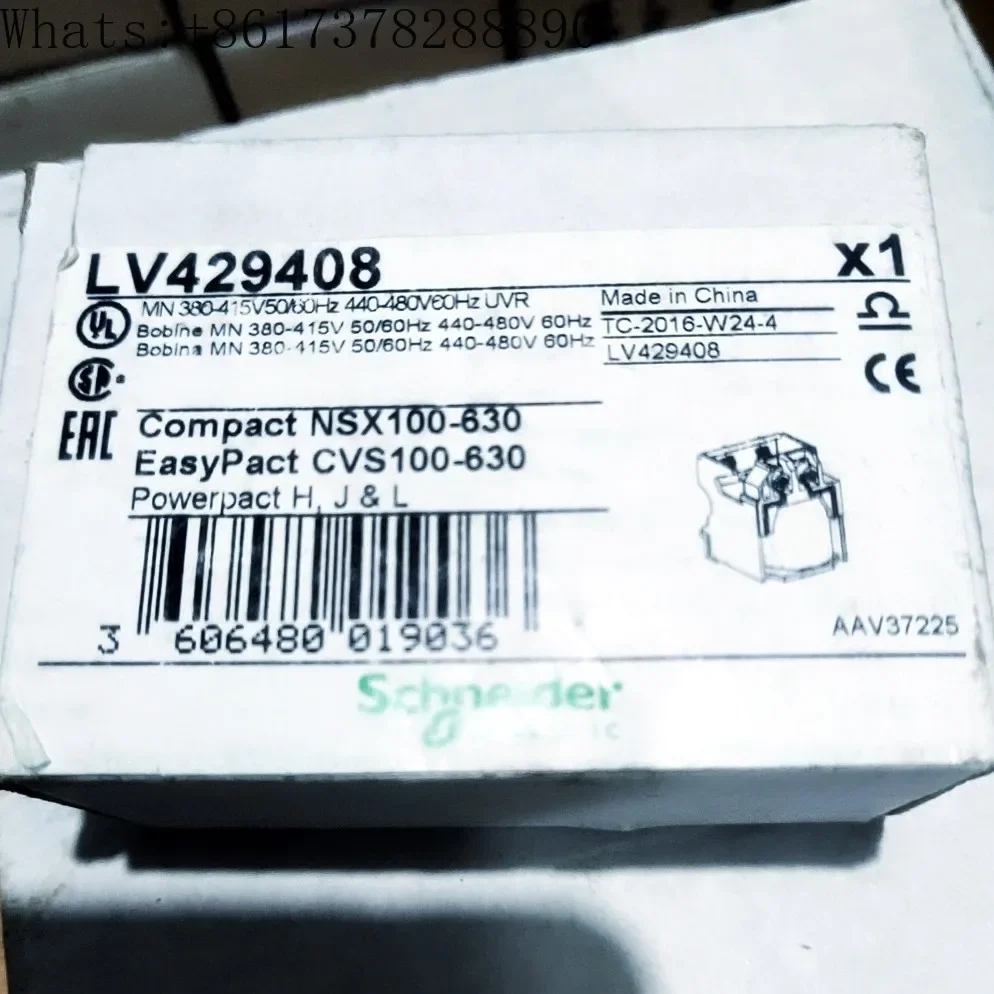 Whats:+8617378288890
LV429408
x1
MN 380-415V50/60Hz 440-480V60Hz UVR
Bobine MN 380-415V 50/60Hz 440-480V 60Hz
Bobina MN 380-415V 50/60Hz 440-480V 60Hz
Made in China
TC-2016-W24-4
LV429408
UL
EAC
CE
Compact NSX100-630
EasyPact CVS100-630
Powerpact H, J & L
3 606480 019036
AAV37225
Schneider